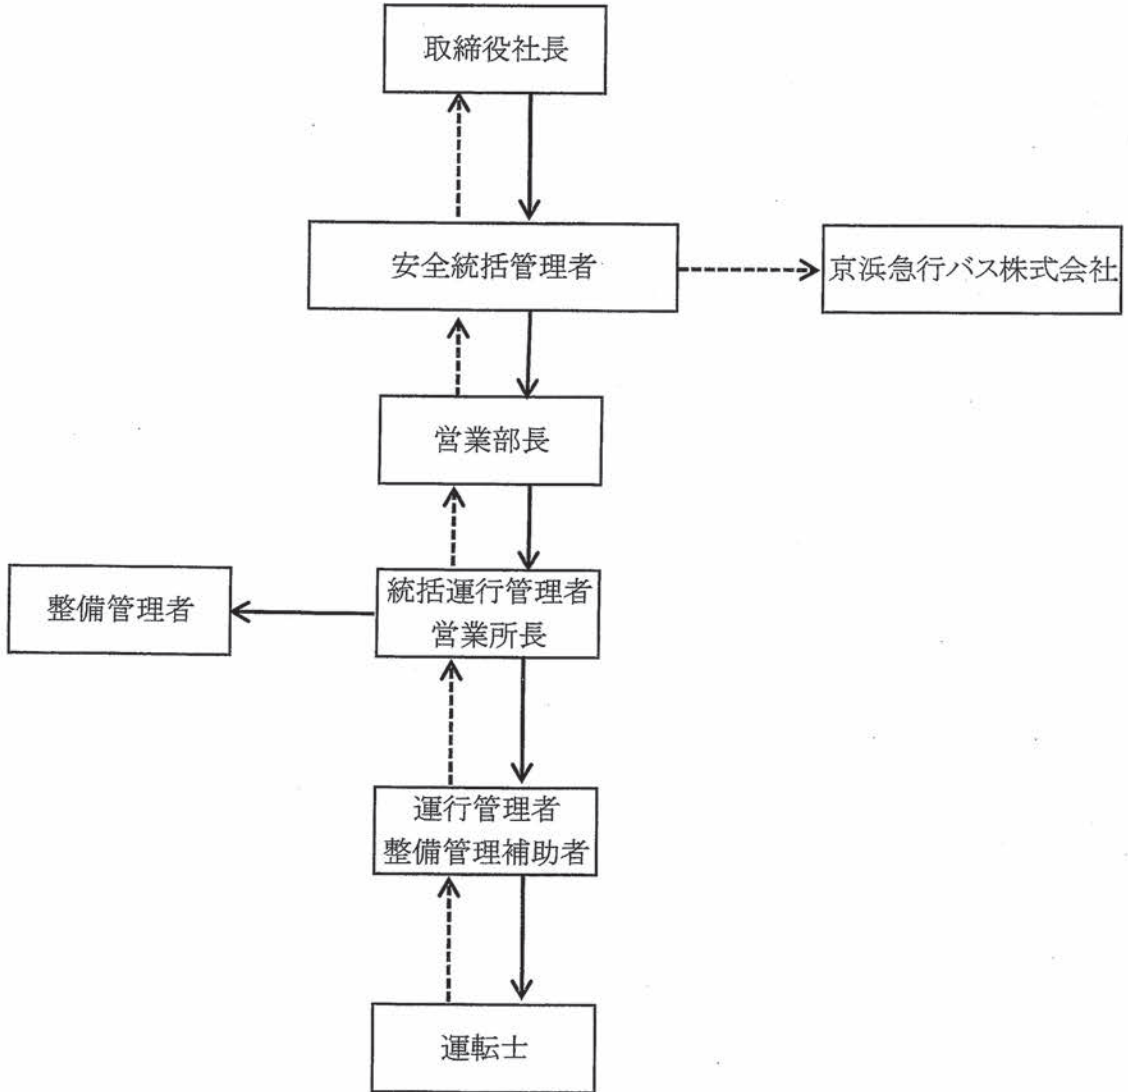 取締役社長
安全統括管理者
京浜急行バス株式会社
営業部長
整備管理者
統括運行管理者
営業所長
運行管理者
整備管理補助者
運転士